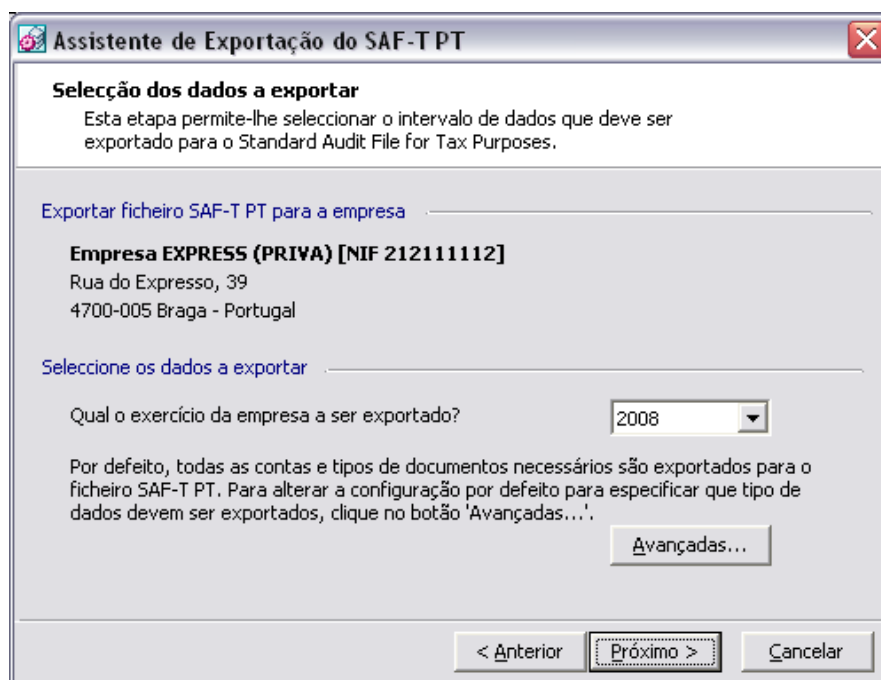 Assistente de Exportação do SAF-T PT
Selecção dos dados a exportar
Esta etapa permite-lhe seleccionar o intervalo de dados que deve ser
exportado para o Standard Audit File for Tax Purposes.
Exportar ficheiro SAF-T PT para a empresa
Empresa EXPRESS (PRIVA) [NIF 212111112]
Rua do Expresso, 39
4700-005 Braga - Portugal
Seleccione os dados a exportar
Qual o exercício da empresa a ser exportado? 2008
Por defeito, todas as contas e tipos de documentos necessários são exportados para o
ficheiro SAF-T PT. Para alterar a configuração por defeito para especificar que tipo de
dados devem ser exportados, clique no botão 'Avançadas...'.
Avançadas...
< Anterior Próximo > Cancelar